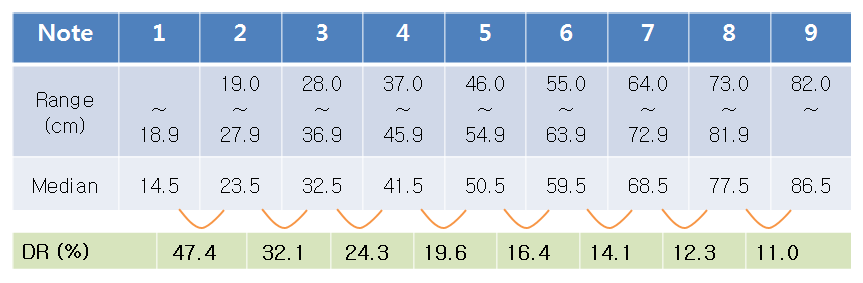 Note 1 2 3 4 5 6 7 8 9
19.0 28.0 37.0 46.0 55.0 64.0 73.0 82.0
Range (cm) ~ ~ ~ ~ ~ ~ ~ ~ ~
18.9 27.9 36.9 45.9 54.9 63.9 72.9 81.9
Median 14.5 23.5 32.5 41.5 50.5 59.5 68.5 77.5 86.5
DR (%) 47.4 32.1 24.3 19.6 16.4 14.1 12.3 11.0